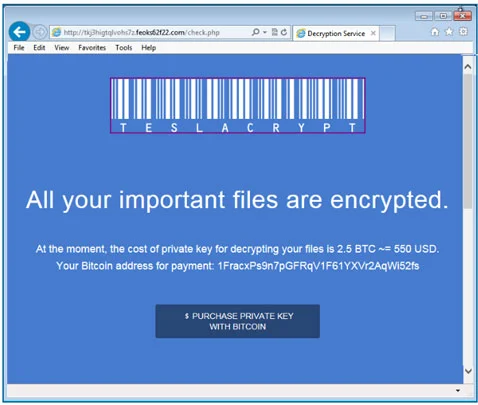 http://tkj3higtqlvohs7z.feoks62f22.com/check.php
Decryption Service
File Edit View Favorites Tools Help
TESLACRYPT
All your important files are encrypted.
At the moment, the cost of private key for decrypting your files is 2.5 BTC ~= 550 USD.
Your Bitcoin address for payment: 1FracxPs9n7pGFRqV1F61YXVr2AqWi52fs
$ PURCHASE PRIVATE KEY
WITH BITCOIN